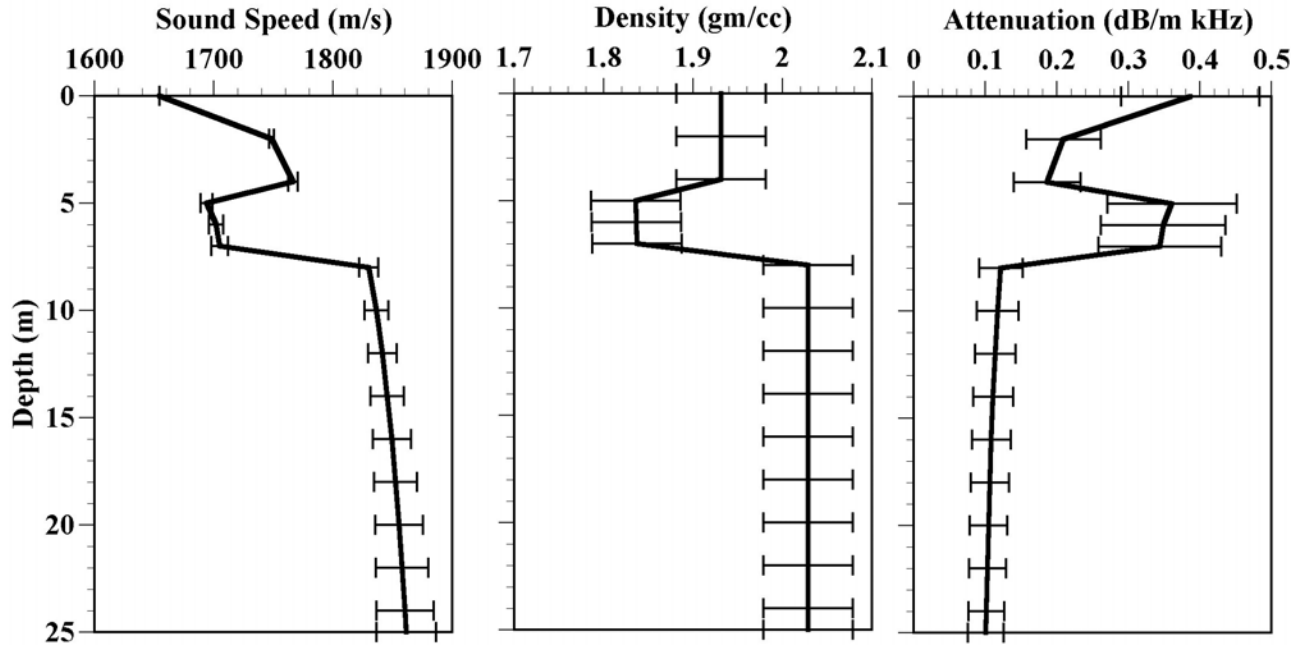 Sound Speed (m/s) Density (gm/cc) Attenuation (dB/m kHz)
1600 1700 1800 1900 1.7 1.8 1.9 2 2.1 0 0.1 0.2 0.3 0.4 0.5
0
5
10
15
20
25
Depth (m)